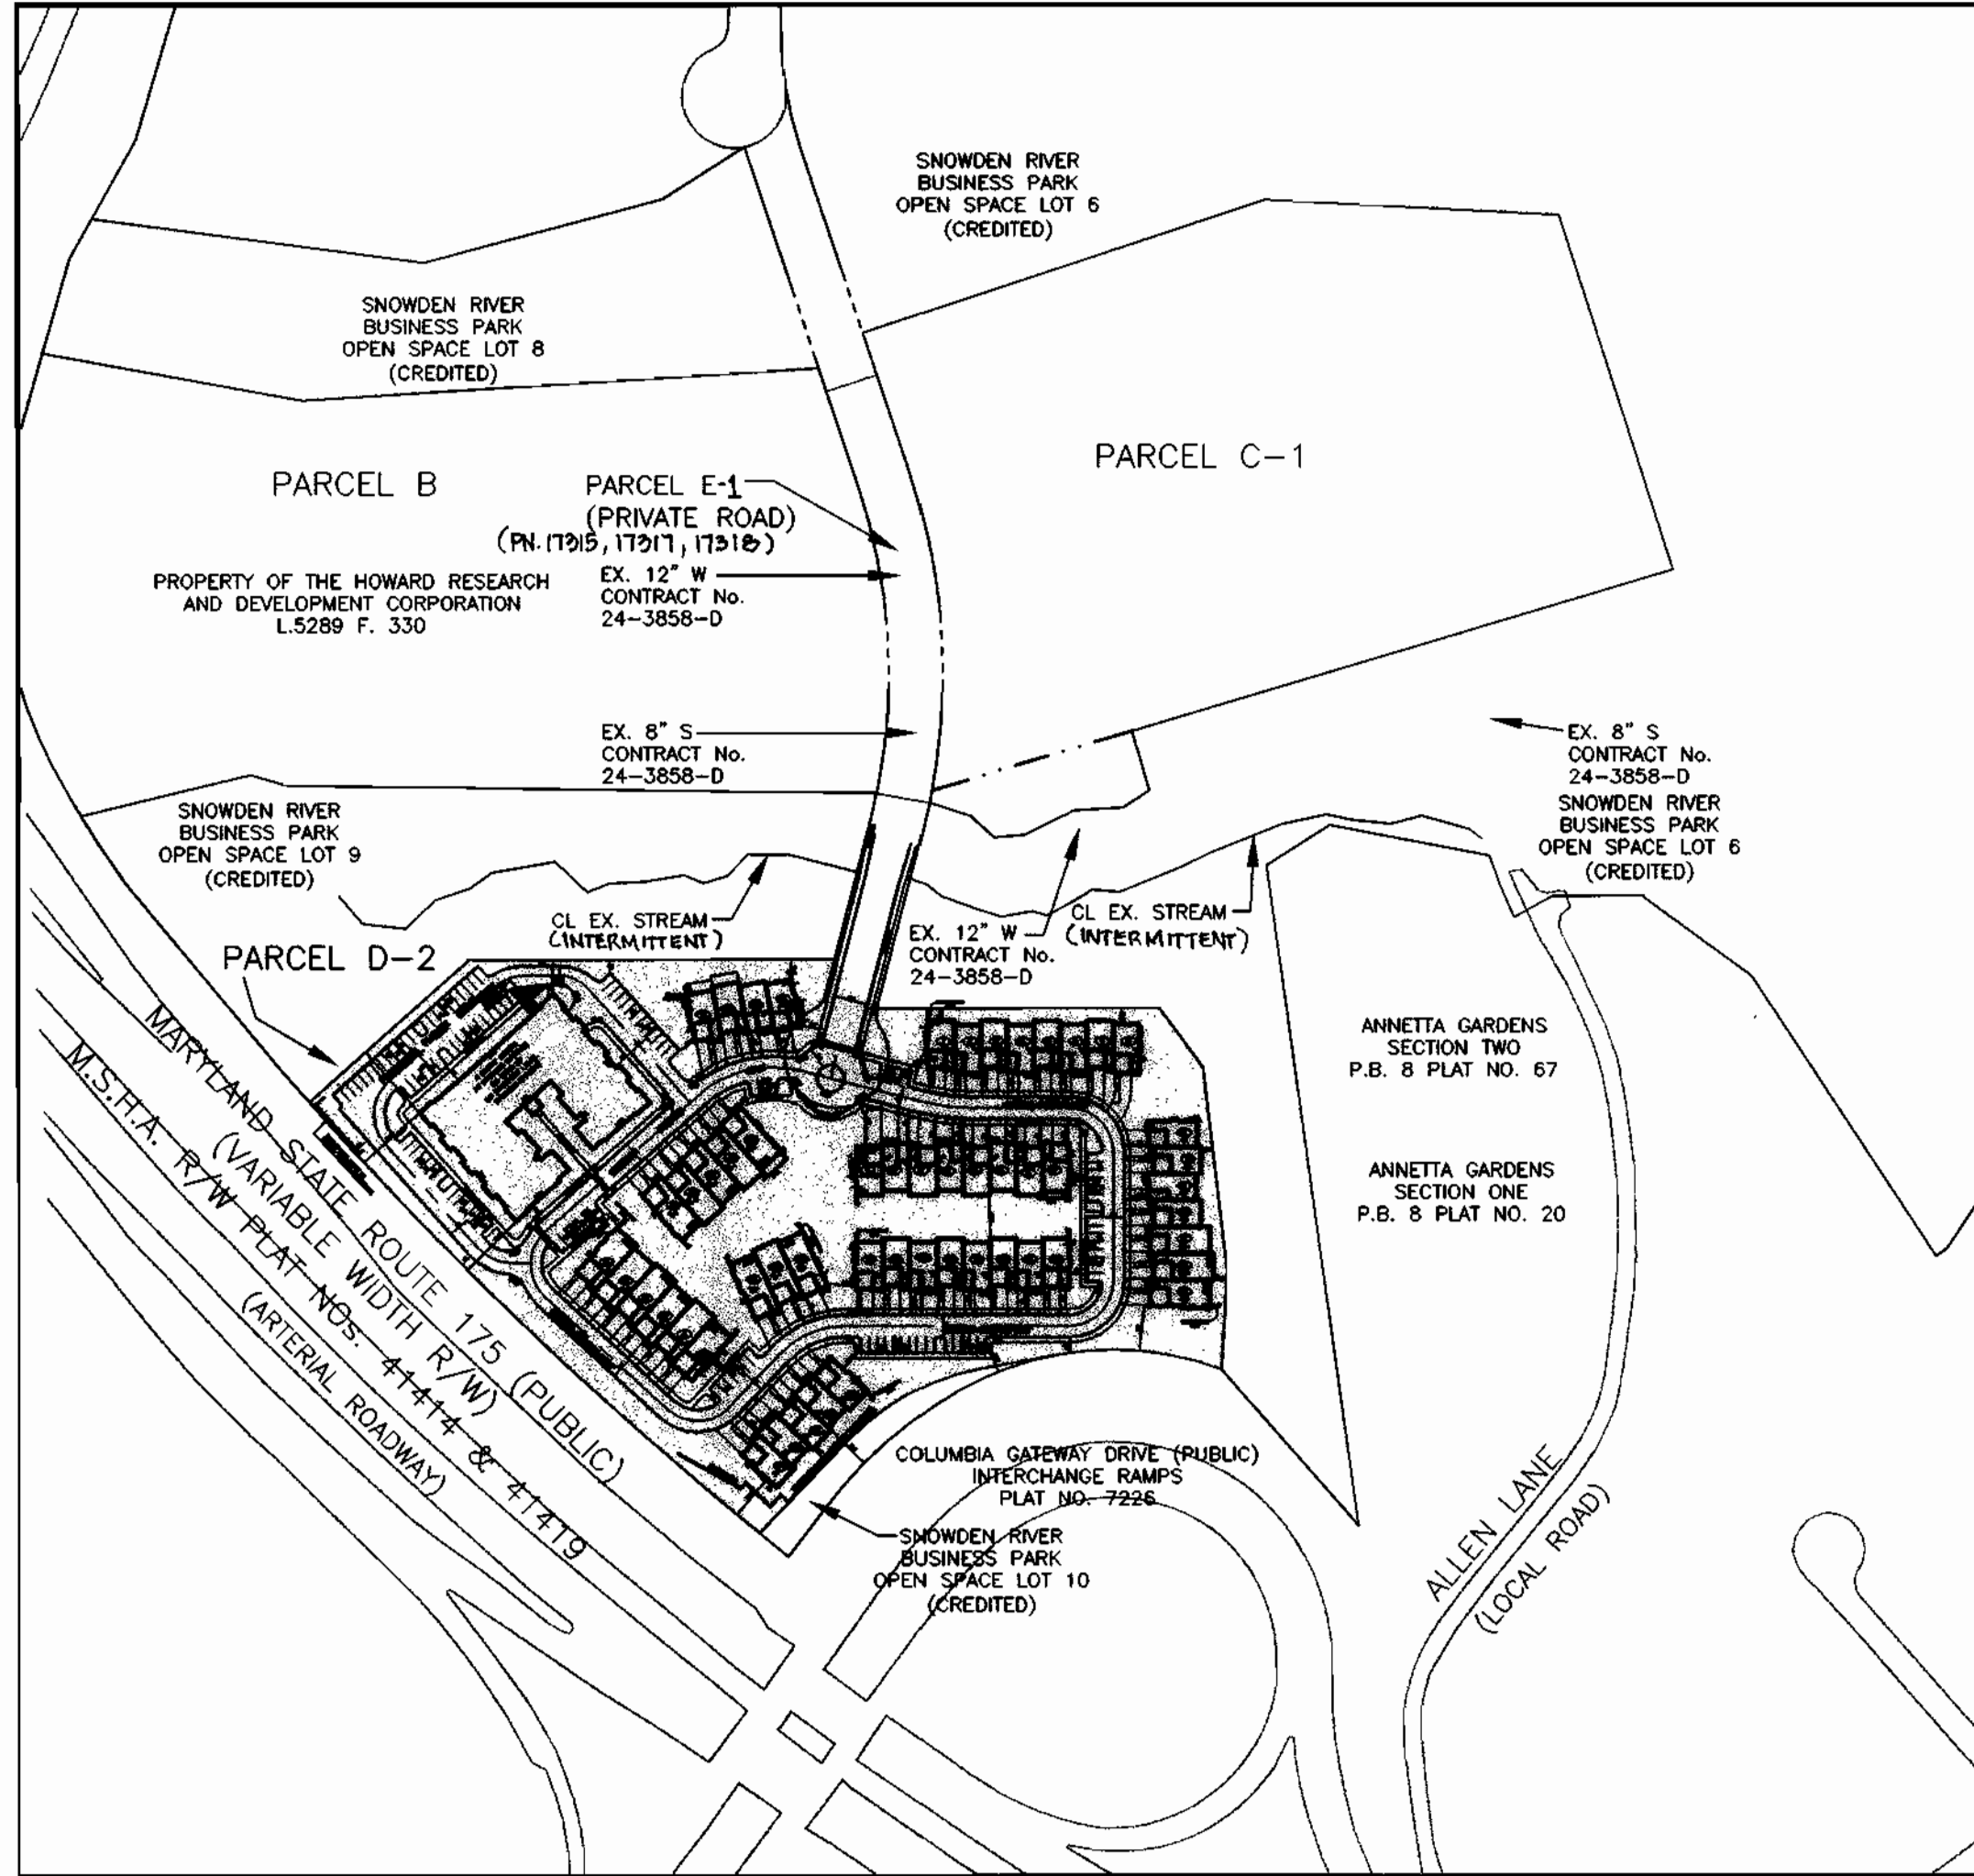 SNOWDEN RIVER
BUSINESS PARK
OPEN SPACE LOT 6
(CREDITED)
SNOWDEN RIVER
BUSINESS PARK
OPEN SPACE LOT 8
(CREDITED)
PARCEL C-1
PARCEL B
PARCEL E-1
(PRIVATE ROAD)
(PN. 17315, 17317, 17318)
PROPERTY OF THE HOWARD RESEARCH
AND DEVELOPMENT CORPORATION
L.5289 F. 330
EX. 12" W
CONTRACT No.
24-3858-D
EX. 8" S
CONTRACT No.
24-3858-D
EX. 8" S
CONTRACT No.
24-3858-D
SNOWDEN RIVER
BUSINESS PARK
OPEN SPACE LOT 6
(CREDITED)
SNOWDEN RIVER
BUSINESS PARK
OPEN SPACE LOT 9
(CREDITED)
CL EX. STREAM
(INTERMITTENT)
EX. 12" W
CONTRACT No.
24-3858-D
CL EX. STREAM
(INTERMITTENT)
PARCEL D-2
ANNETTA GARDENS
SECTION TWO
P.B. 8 PLAT NO. 67
ANNETTA GARDENS
SECTION ONE
P.B. 8 PLAT NO. 20
MARYLAND STATE ROUTE 175 (PUBLIC)
(VARIABLE WIDTH R/W)
M.S.H.A. R/W PLAT NOs. 41414 & 41419
(ARTERIAL ROADWAY)
COLUMBIA GATEWAY DRIVE (PUBLIC)
INTERCHANGE RAMPS
PLAT NO. 7226
SNOWDEN RIVER
BUSINESS PARK
OPEN SPACE LOT 10
(CREDITED)
ALLEN LANE
(LOCAL ROAD)